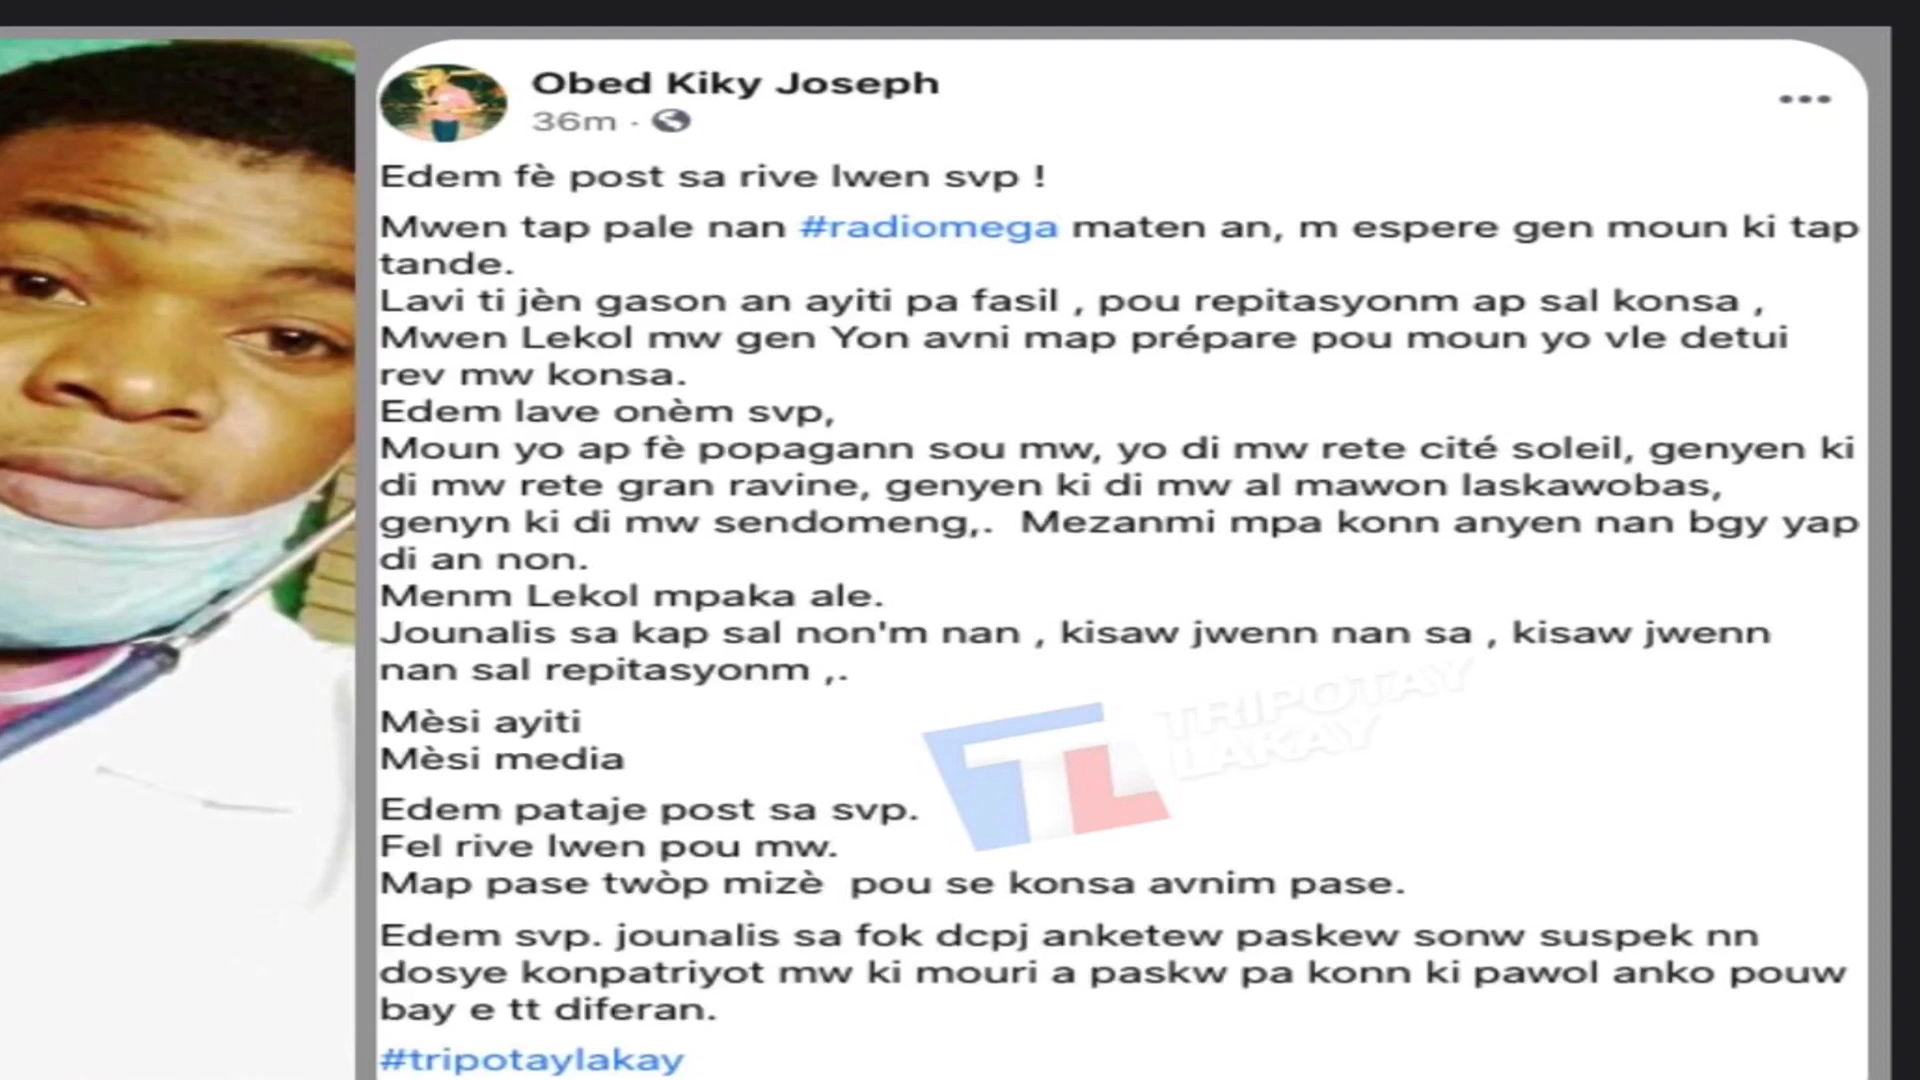 Obed Kiky Joseph
36m ·
Edem fè post sa rive lwen svp !
Mwen tap pale nan #radiomega maten an, m espere gen moun ki tap
tande.
Lavi ti jèn gason an ayiti pa fasil , pou repitasyonm ap sal konsa ,
Mwen Lekol mw gen Yon avni map prépare pou moun yo vle detui
rev mw konsa.
Edem lave onèm svp,
Moun yo ap fè popagann sou mw, yo di mw rete cité soleil, genyen ki
di mw rete gran ravine, genyen ki di mw al mawon laskawobas,
genyn ki di mw sendomeng,.  Mezanmi mpa konn anyen nan bgy yap
di an non.
Menm Lekol mpaka ale.
Jounalis sa kap sal non'm nan , kisaw jwenn nan sa , kisaw jwenn
nan sal repitasyonm ,.
Mèsi ayiti
Mèsi media
TL TRIPOTAY
LAKAY
Edem pataje post sa svp.
Fel rive lwen pou mw.
Map pase twòp mizè  pou se konsa avnim pase.
Edem svp. jounalis sa fok dcpj anketew paskew sonw suspek nn
dosye konpatriyot mw ki mouri a paskw pa konn ki pawol anko pouw
bay e tt diferan.
#tripotaylakay